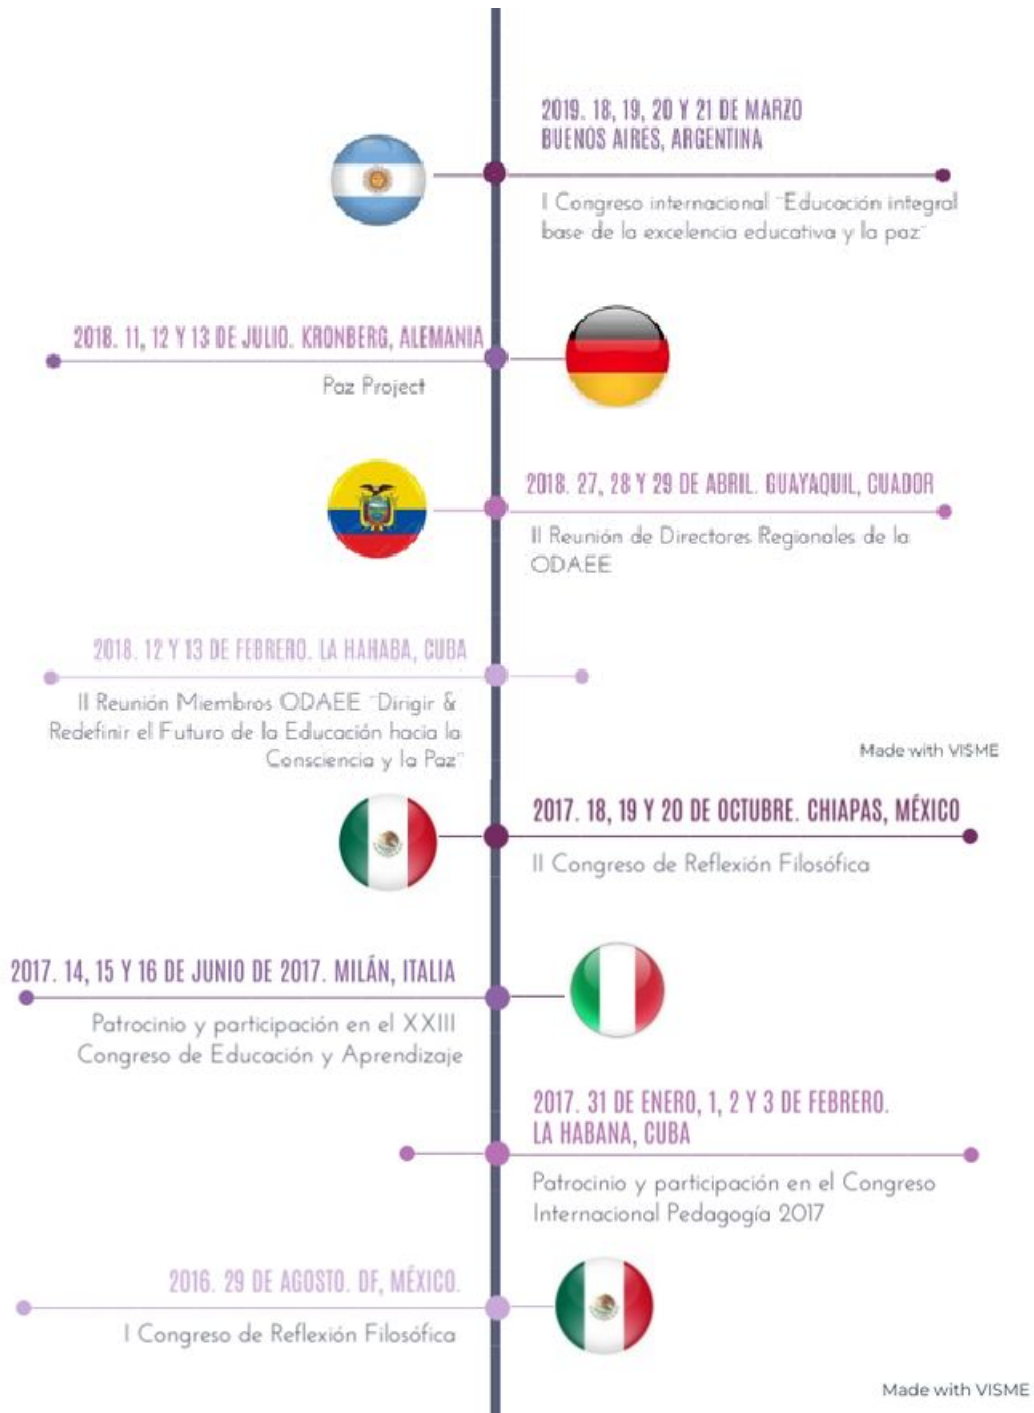 2019. 18, 19, 20 Y 21 DE MARZO
BUENOS AIRES, ARGENTINA
I Congreso internacional ¨Educación integral
base de la excelencia educativa y la paz¨
2018. 11, 12 Y 13 DE JULIO. KRONBERG, ALEMANIA
Paz Project
2018. 27, 28 Y 29 DE ABRIL. GUAYAQUIL, CUADOR
II Reunión de Directores Regionales de la
ODAEE
2018. 12 Y 13 DE FEBRERO. LA HAHABA, CUBA
II Reunión Miembros ODAEE ¨Dirigir &
Redefinir el Futuro de la Educación hacia la
Consciencia y la Paz¨
Made with VISME
2017. 18, 19 Y 20 DE OCTUBRE. CHIAPAS, MÉXICO
II Congreso de Reflexión Filosófica
2017. 14, 15 Y 16 DE JUNIO DE 2017. MILÁN, ITALIA
Patrocinio y participación en el XXIII
Congreso de Educación y Aprendizaje
2017. 31 DE ENERO, 1, 2 Y 3 DE FEBRERO.
LA HABANA, CUBA
Patrocinio y participación en el Congreso
Internacional Pedagogía 2017
2016. 29 DE AGOSTO. DF, MÉXICO.
I Congreso de Reflexión Filosófica
Made with VISME